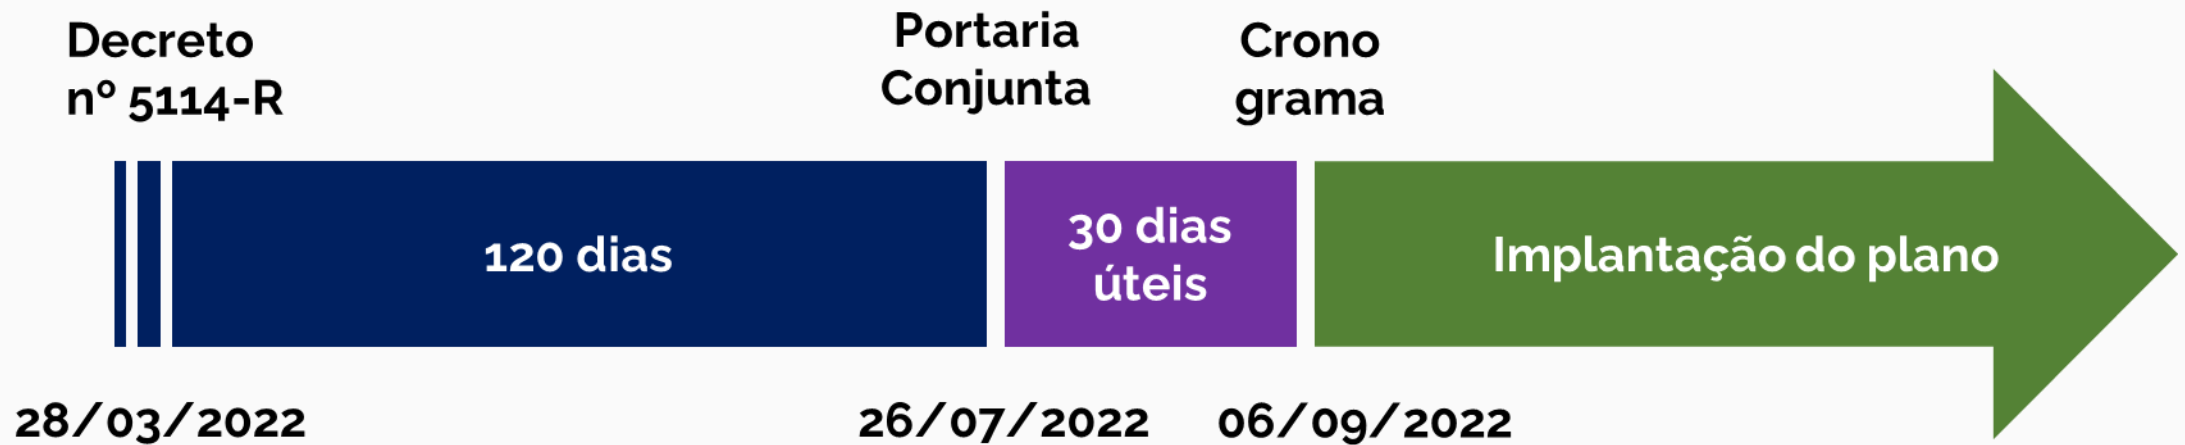 Decreto
nº 5114-R
Portaria
Conjunta
Crono
grama
120 dias
30 dias
úteis
Implantação do plano
28/03/2022
26/07/2022
06/09/2022